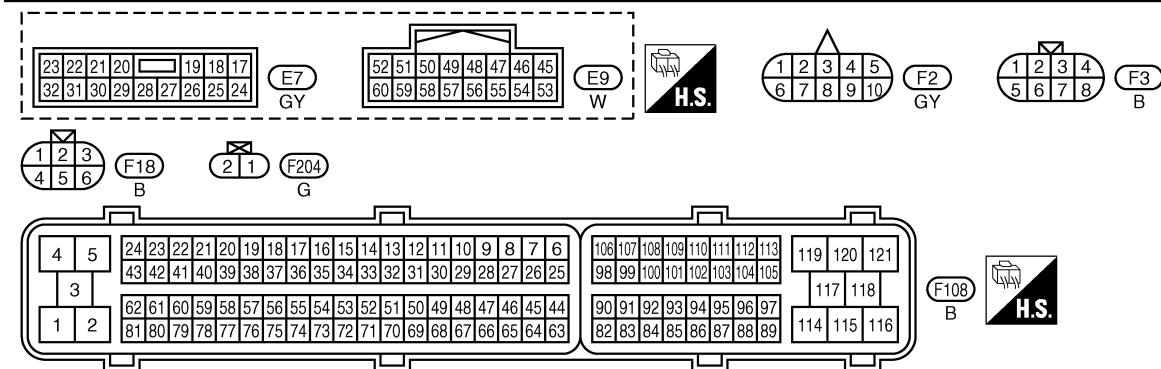 23 22 21 20 19 18 17
32 31 30 29 28 27 26 25 24
E7
GY
52 51 50 49 48 47 46 45
60 59 58 57 56 55 54 53
E9
W
H.S.
1 2 3 4 5
6 7 8 9 10
F2
GY
1 2 3 4
5 6 7 8
F3
B
1 2 3
4 5 6
F18
B
2 1
F204
G
4 5
3
1 2
24 23 22 21 20 19 18 17 16 15 14 13 12 11 10 9 8 7 6
43 42 41 40 39 38 37 36 35 34 33 32 31 30 29 28 27 26 25
62 61 60 59 58 57 56 55 54 53 52 51 50 49 48 47 46 45 44
81 80 79 78 77 76 75 74 73 72 71 70 69 68 67 66 65 64 63
106 107 108 109 110 111 112 113
98 99 100 101 102 103 104 105
90 91 92 93 94 95 96 97
82 83 84 85 86 87 88 89
119 120 121
117 118
114 115 116
F108
B
H.S.